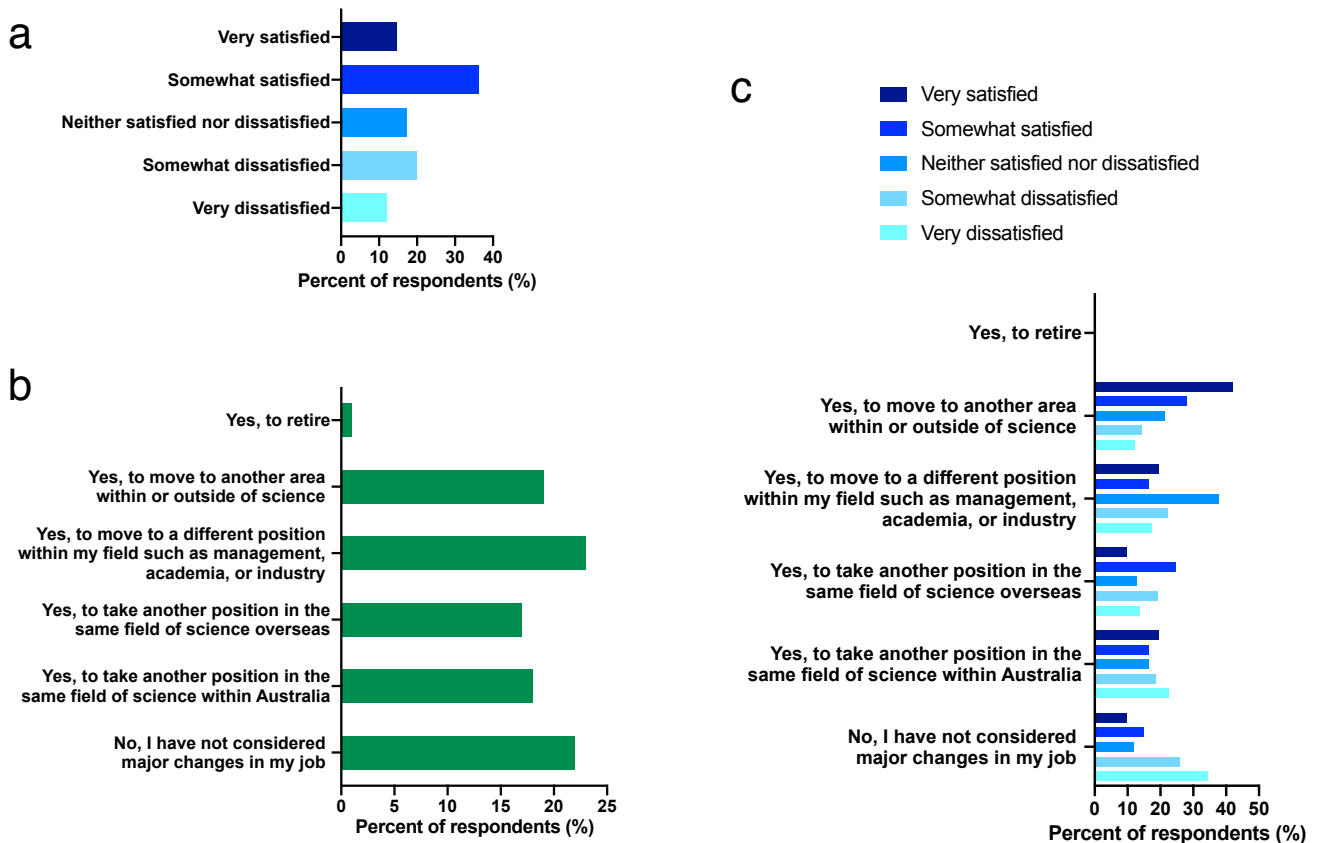 a
Very satisfied
Somewhat satisfied
Neither satisfied nor dissatisfied
Somewhat dissatisfied
Very dissatisfied
0 10 20 30 40
Percent of respondents (%)
b
Yes, to retire
Yes, to move to another area
within or outside of science
Yes, to move to a different position
within my field such as management,
academia, or industry
Yes, to take another position in the
same field of science overseas
Yes, to take another position in the
same field of science within Australia
No, I have not considered
major changes in my job
0 5 10 15 20 25
Percent of respondents (%)
c
Very satisfied
Somewhat satisfied
Neither satisfied nor dissatisfied
Somewhat dissatisfied
Very dissatisfied
Yes, to retire
Yes, to move to another area
within or outside of science
Yes, to move to a different position
within my field such as management,
academia, or industry
Yes, to take another position in the
same field of science overseas
Yes, to take another position in the
same field of science within Australia
No, I have not considered
major changes in my job
0 10 20 30 40 50
Percent of respondents (%)